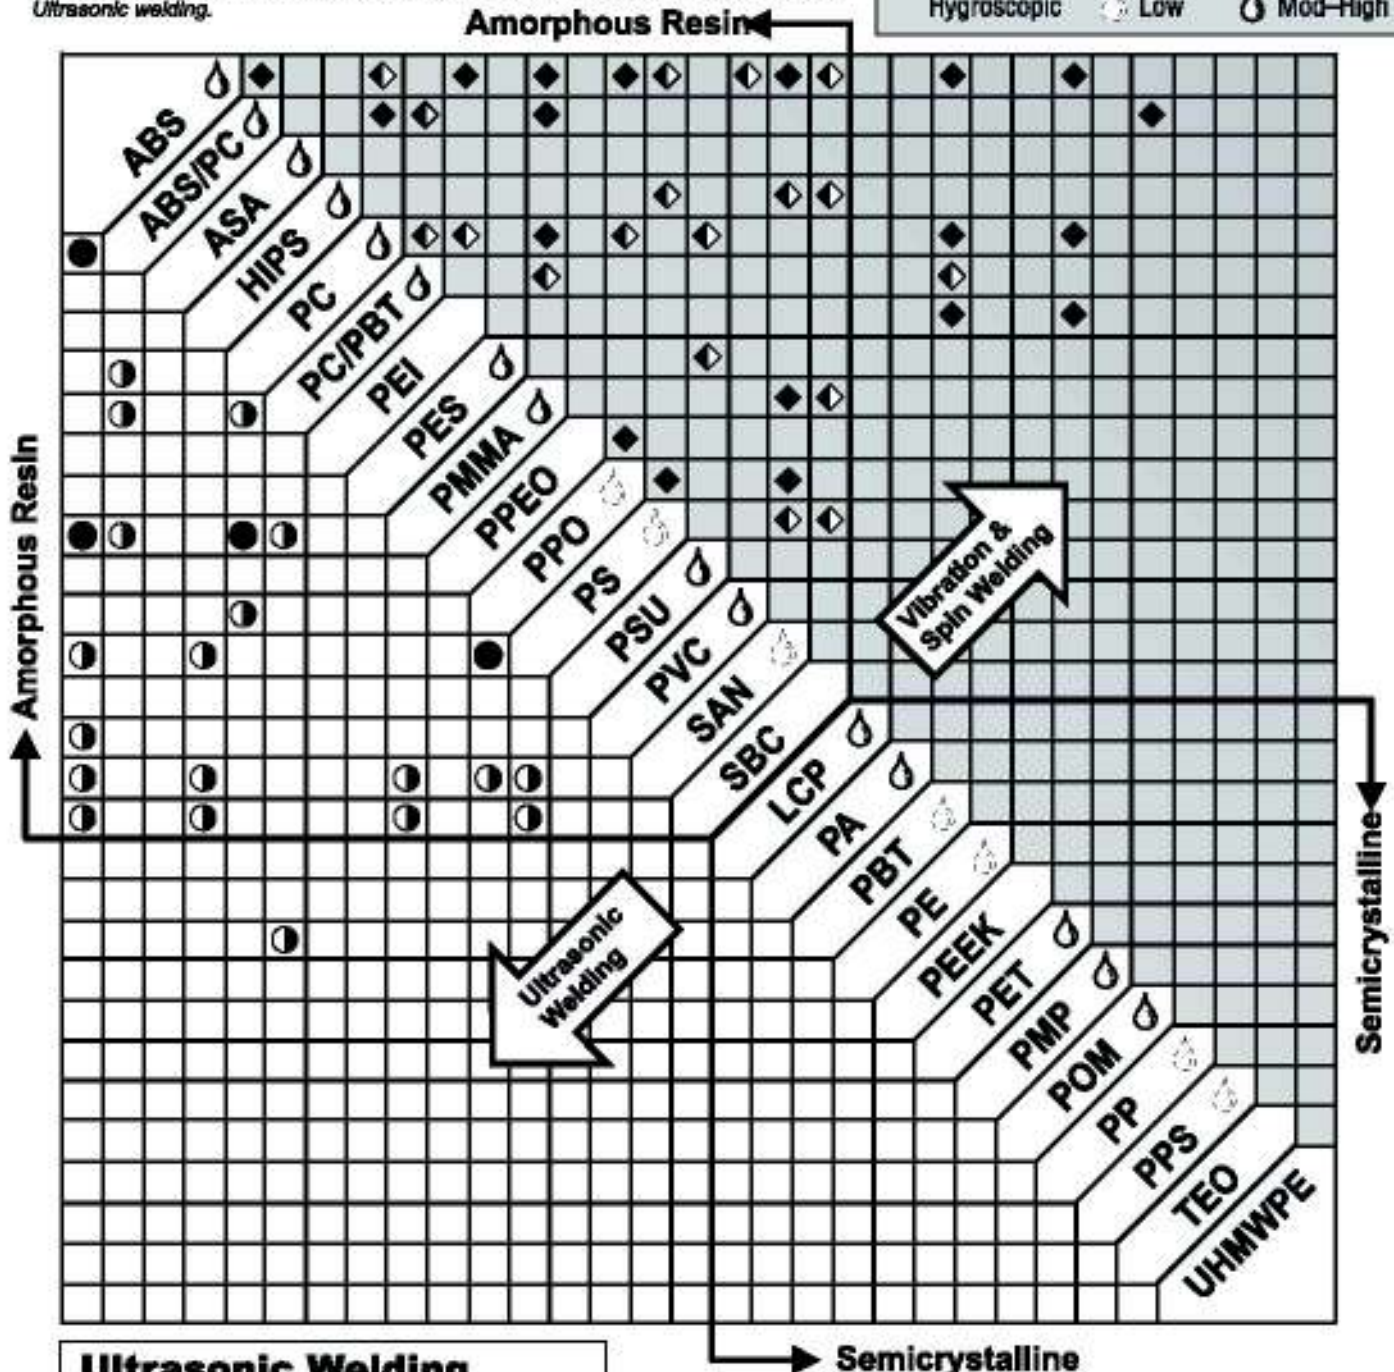 Ultrasonic welding.
Hygroscopic Low Mod–High
Amorphous Resin
ABS
ABS/PC
ASA
HIPS
PC
PC/PBT
PEI
PES
PMMA
PPEO
PPO
PS
PSU
PVC
SAN
SBC
LCP
PA
PBT
PE
PEEK
PET
PMP
POM
PP
PPS
TEO
UHMWPE
Amorphous Resin
Vibration &
Spin Welding
Ultrasonic
Welding
Semicrystalline
Semicrystalline
Ultrasonic Welding